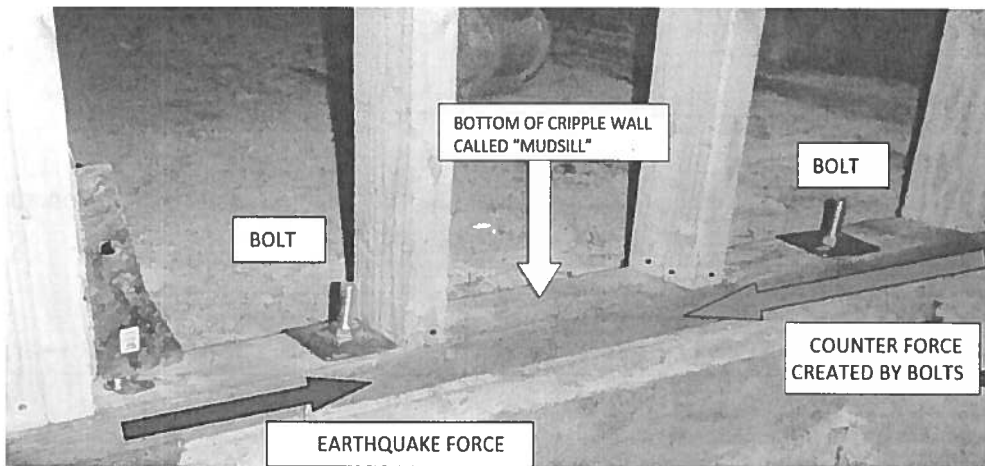 BOTTOM OF CRIPPLE WALL
CALLED "MUDSILL"
BOLT
BOLT
COUNTER FORCE
CREATED BY BOLTS
EARTHQUAKE FORCE